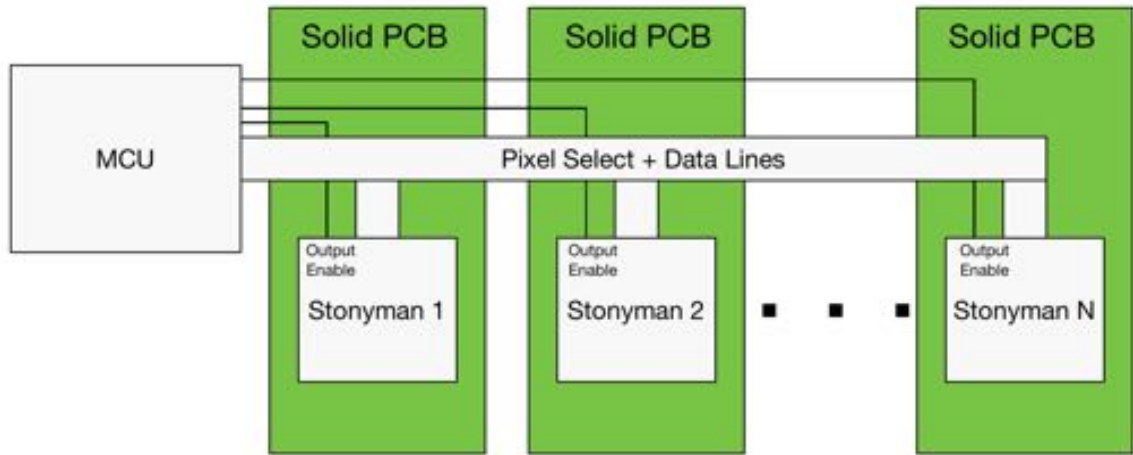 Solid PCB
Solid PCB
Solid PCB
MCU
Pixel Select + Data Lines
Output
Enable
Stonyman 1
Output
Enable
Stonyman 2
Output
Enable
Stonyman N